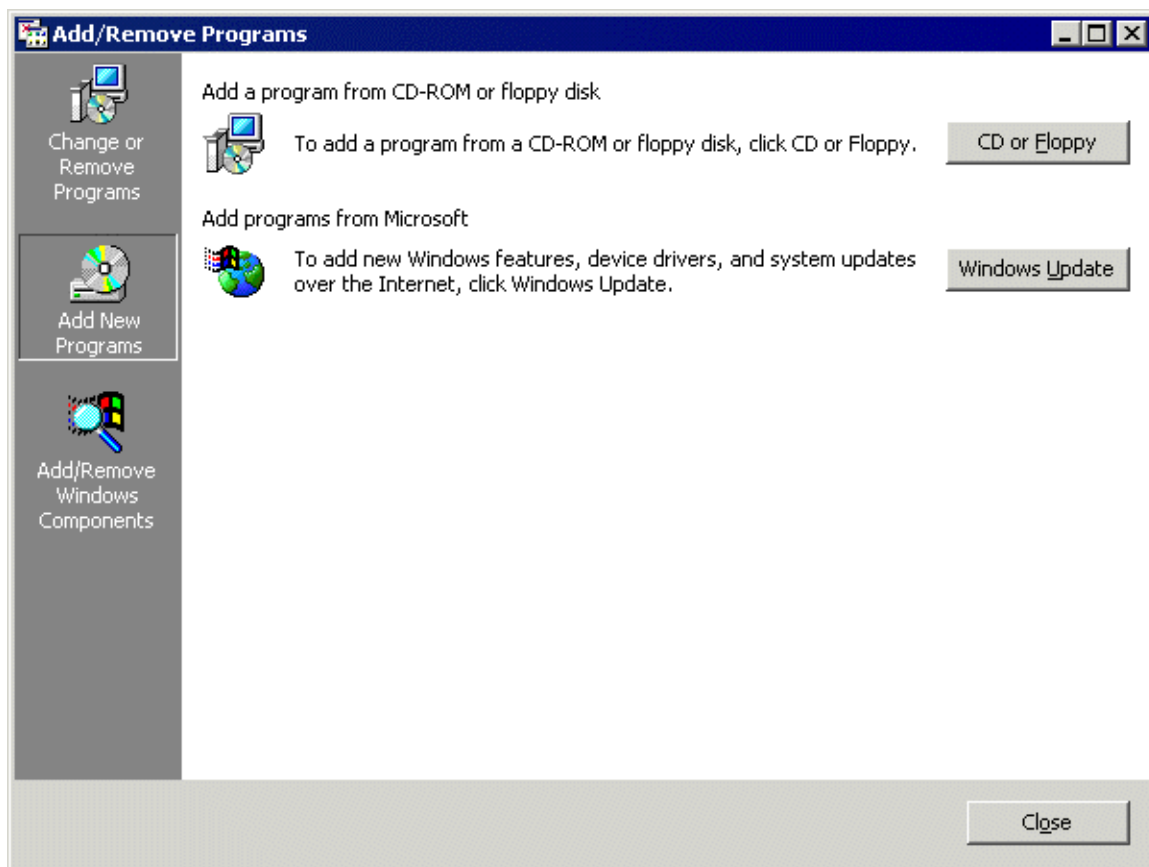 Add/Remove Programs
Change or
Remove
Programs
Add New
Programs
Add/Remove
Windows
Components
Add a program from CD-ROM or floppy disk
To add a program from a CD-ROM or floppy disk, click CD or Floppy.
CD or Floppy
Add programs from Microsoft
To add new Windows features, device drivers, and system updates
over the Internet, click Windows Update.
Windows Update
Close